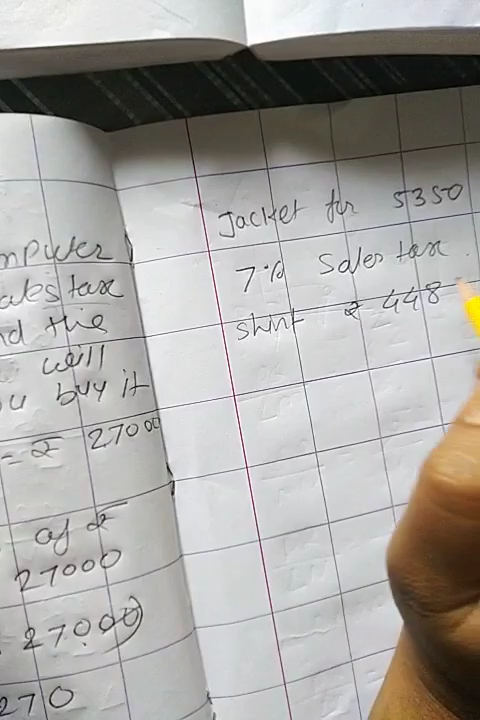 mputer
ales tax
nd the
will
u buy it
= ₹ 27000
of ₹
27000
27000
270
Jacket for 5350
7% Sales tax
shirt ₹ 448